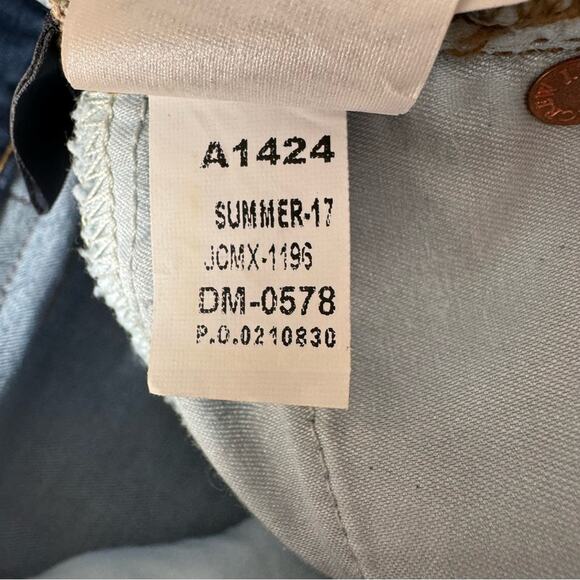 A1424
SUMMER-17
JCMX-1196
DM-0578
P.O.0210830